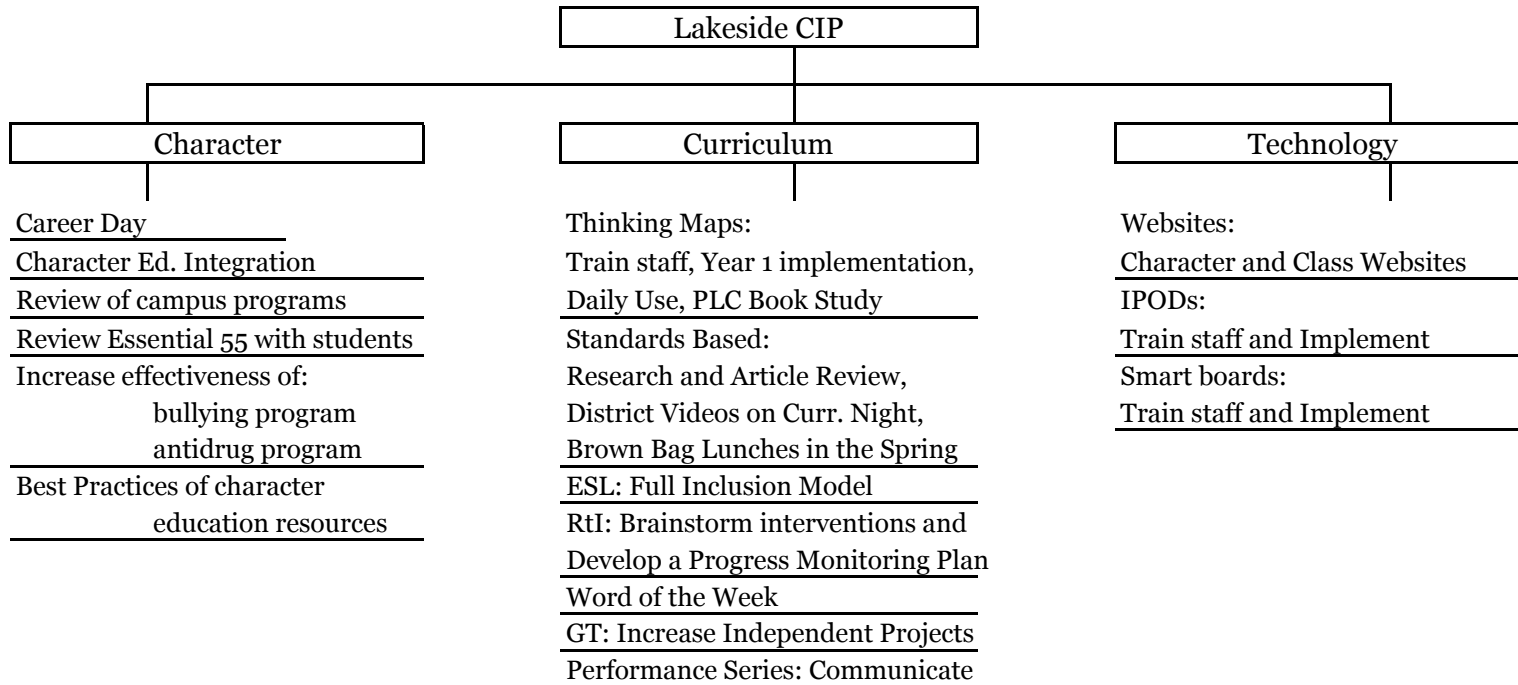 Lakeside CIP
Character
Career Day
Character Ed. Integration
Review of campus programs
Review Essential 55 with students
Increase effectiveness of:
bullying program
antidrug program
Best Practices of character
education resources
Curriculum
Thinking Maps:
Train staff, Year 1 implementation,
Daily Use, PLC Book Study
Standards Based:
Research and Article Review,
District Videos on Curr. Night,
Brown Bag Lunches in the Spring
ESL: Full Inclusion Model
RtI: Brainstorm interventions and
Develop a Progress Monitoring Plan
Word of the Week
GT: Increase Independent Projects
Performance Series: Communicate
Technology
Websites:
Character and Class Websites
IPODs:
Train staff and Implement
Smart boards:
Train staff and Implement